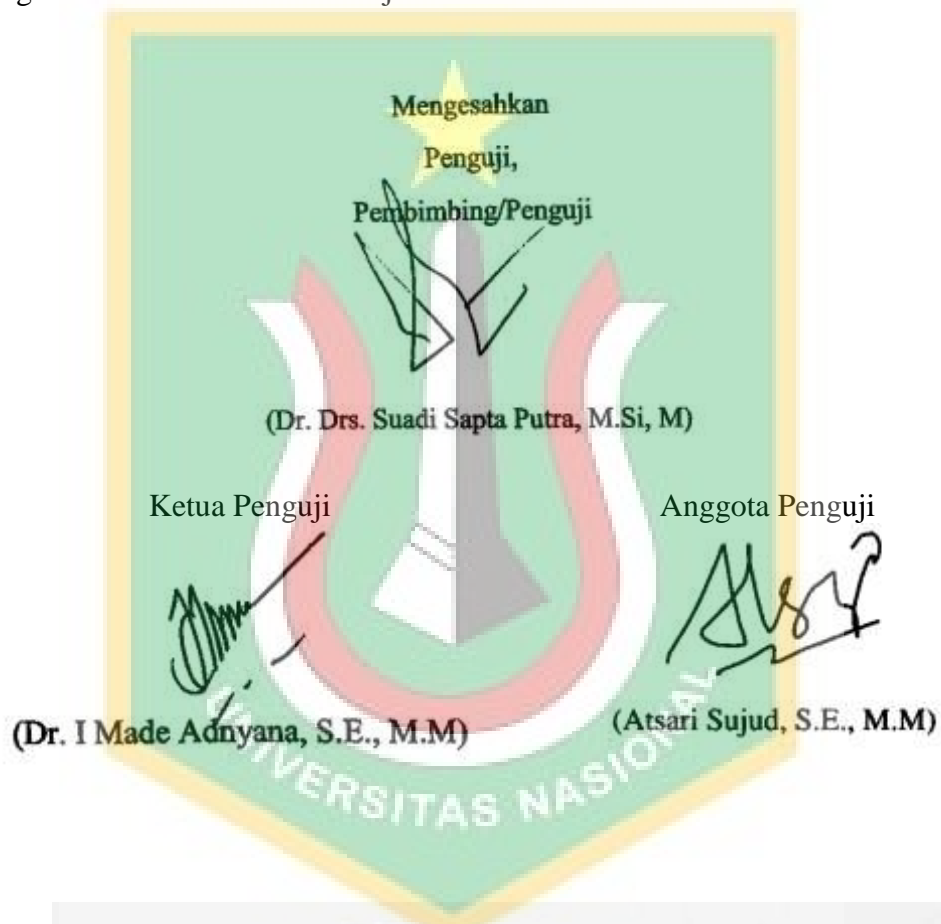 Mengesahkan
Penguji,
Pembimbing/Penguji
(Dr. Drs. Suadi Sapta Putra, M.Si, M)
Ketua Penguji
Anggota Penguji
(Dr. I Made Adnyana, S.E., M.M)
(Atsari Sujud, S.E., M.M)
UNIVERSITAS NASIONAL